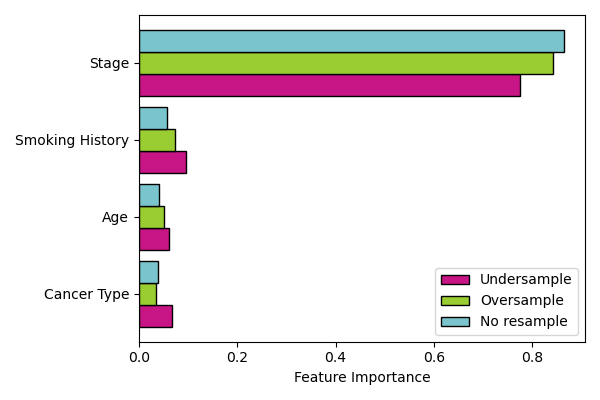 Stage
Smoking History
Age
Cancer Type
Undersample
Oversample
No resample
0.0 0.2 0.4 0.6 0.8
Feature Importance